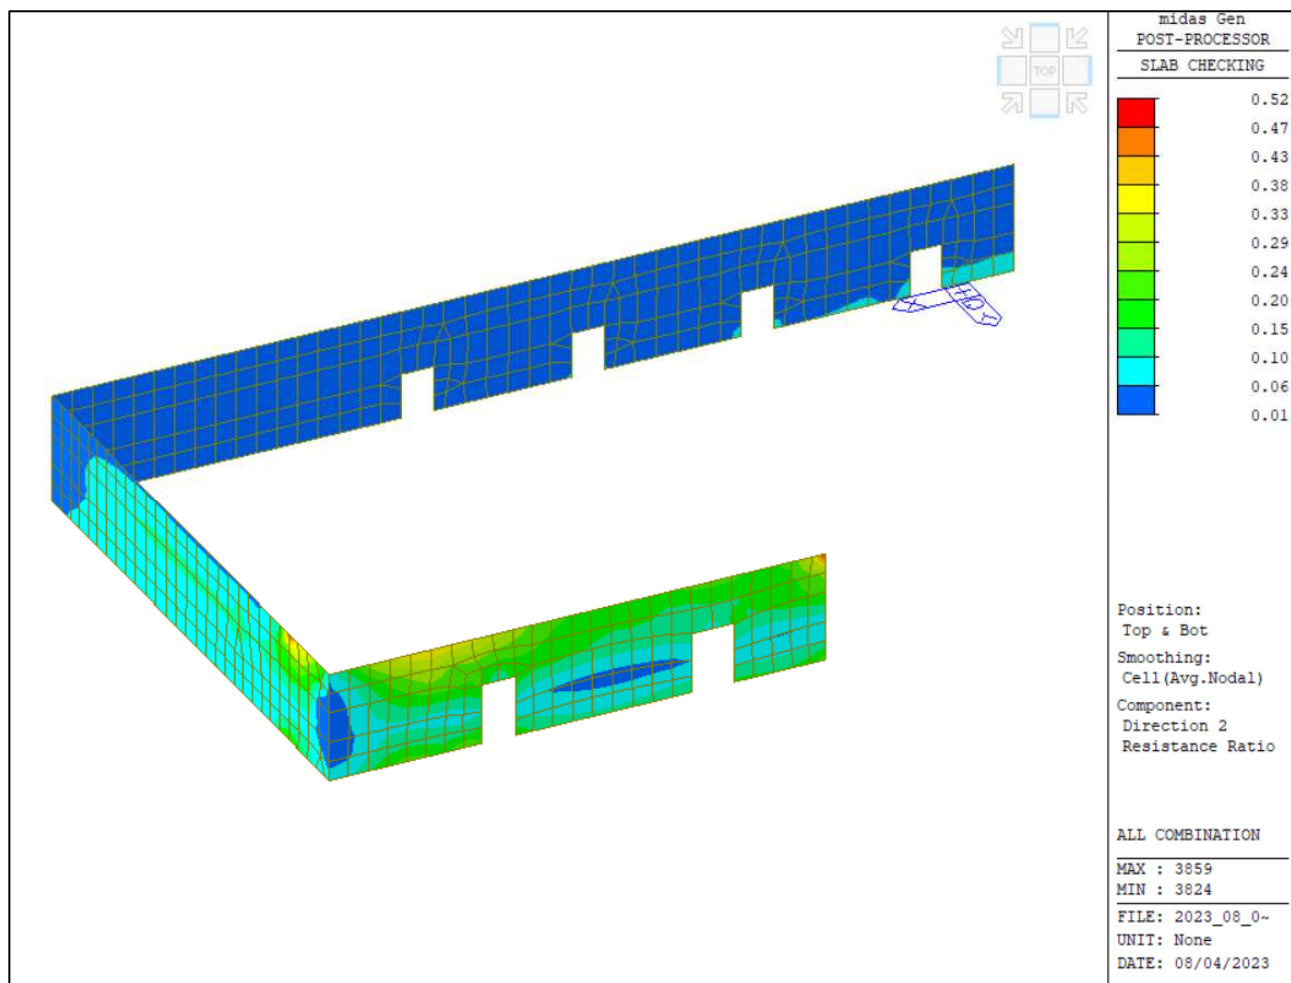 TOP
midas Gen
POST-PROCESSOR
SLAB CHECKING
0.52
0.47
0.43
0.38
0.33
0.29
0.24
0.20
0.15
0.10
0.06
0.01
Position:
Top & Bot
Smoothing:
Cell(Avg.Nodal)
Component:
Direction 2
Resistance Ratio
ALL COMBINATION
MAX : 3859
MIN : 3824
FILE: 2023_08_0~
UNIT: None
DATE: 08/04/2023